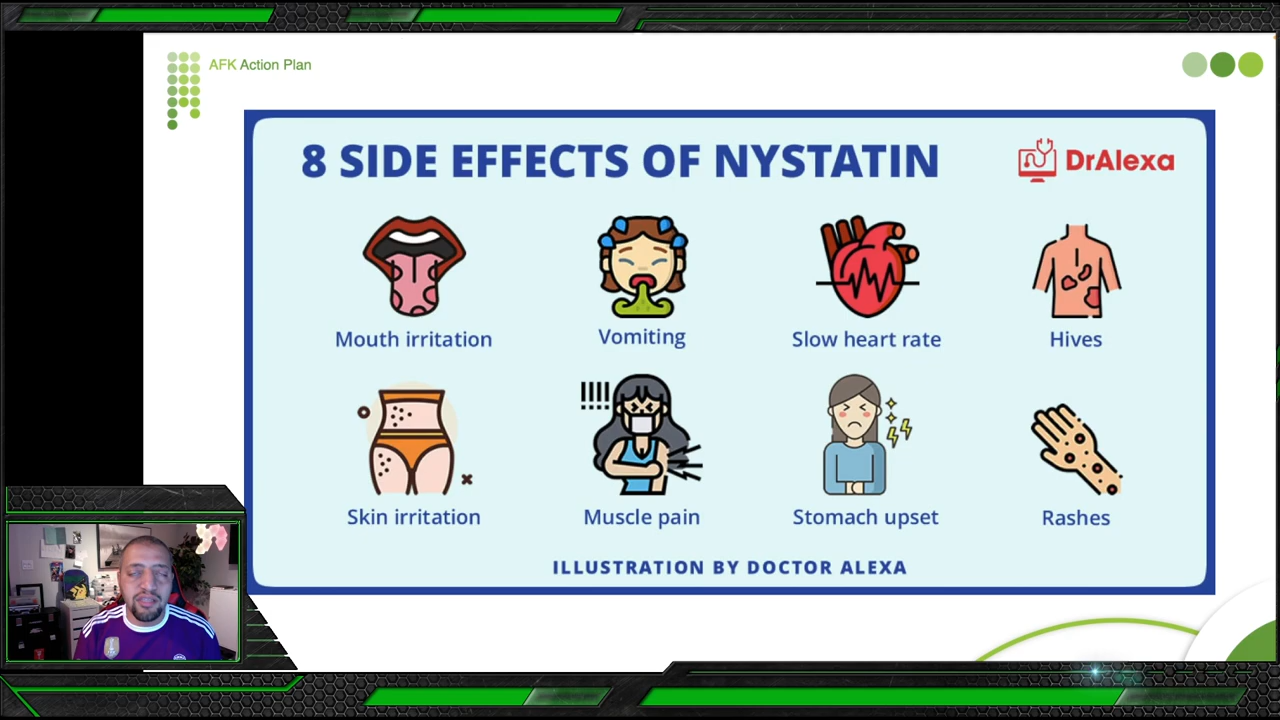 AFK Action Plan
8 SIDE EFFECTS OF NYSTATIN
DrAlexa
Mouth irritation
Vomiting
Slow heart rate
Hives
!!!!
Skin irritation
Muscle pain
Stomach upset
Rashes
ILLUSTRATION BY DOCTOR ALEXA